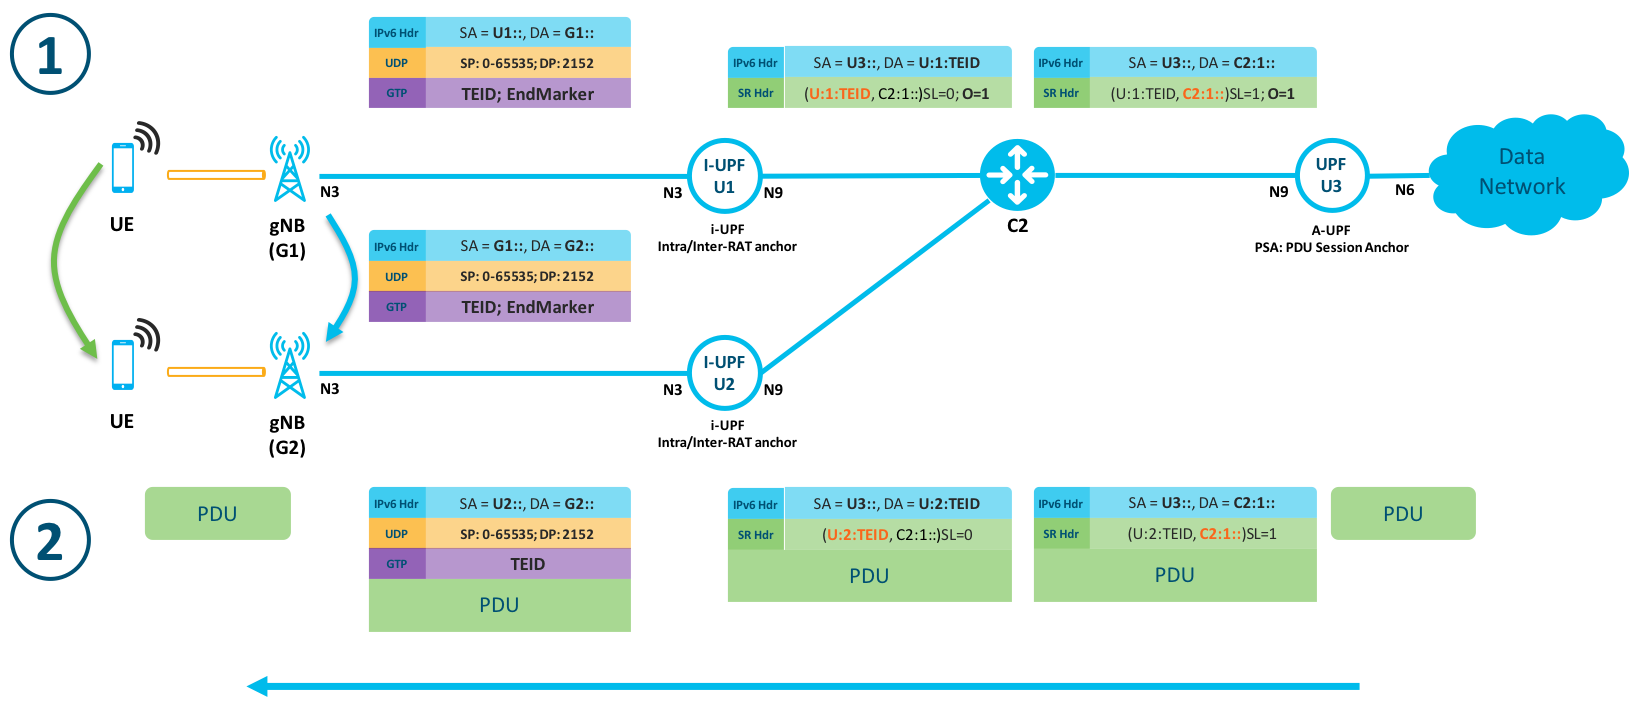 1
IPv6 Hdr SA = U1::, DA = G1::
UDP SP: 0-65535; DP: 2152
GTP TEID; EndMarker
IPv6 Hdr SA = U3::, DA = U:1:TEID
SR Hdr (U:1:TEID, C2:1::)SL=0; O=1
IPv6 Hdr SA = U3::, DA = C2:1::
SR Hdr (U:1:TEID, C2:1::)SL=1; O=1
UE
gNB
(G1)
N3
N3
I-UPF
U1
N9
i-UPF
Intra/Inter-RAT anchor
C2
N9
UPF
U3
N6
A-UPF
PSA: PDU Session Anchor
Data
Network
IPv6 Hdr SA = G1::, DA = G2::
UDP SP: 0-65535; DP: 2152
GTP TEID; EndMarker
UE
gNB
(G2)
N3
N3
I-UPF
U2
N9
i-UPF
Intra/Inter-RAT anchor
2
PDU
IPv6 Hdr SA = U2::, DA = G2::
UDP SP: 0-65535; DP: 2152
GTP TEID
PDU
IPv6 Hdr SA = U3::, DA = U:2:TEID
SR Hdr (U:2:TEID, C2:1::)SL=0
PDU
IPv6 Hdr SA = U3::, DA = C2:1::
SR Hdr (U:2:TEID, C2:1::)SL=1
PDU
PDU